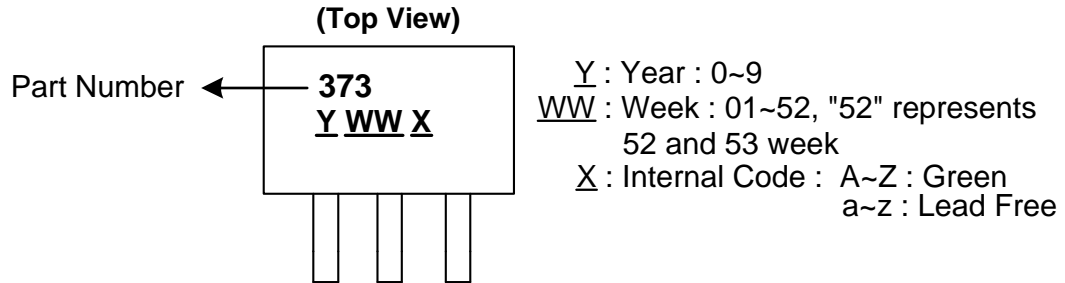 (Top View)
Part Number
373
Y WW X
Y : Year : 0~9
WW : Week : 01~52, "52" represents
52 and 53 week
X : Internal Code : A~Z : Green
a~z : Lead Free